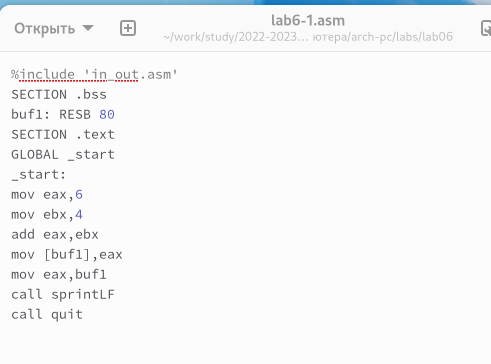 Открыть
lab6-1.asm
~/work/study/2022-2023... ютера/arch-pc/labs/lab06
%include 'in_out.asm'
SECTION .bss
buf1: RESB 80
SECTION .text
GLOBAL _start
_start:
mov eax,6
mov ebx,4
add eax,ebx
mov [buf1],eax
mov eax,buf1
call sprintLF
call quit